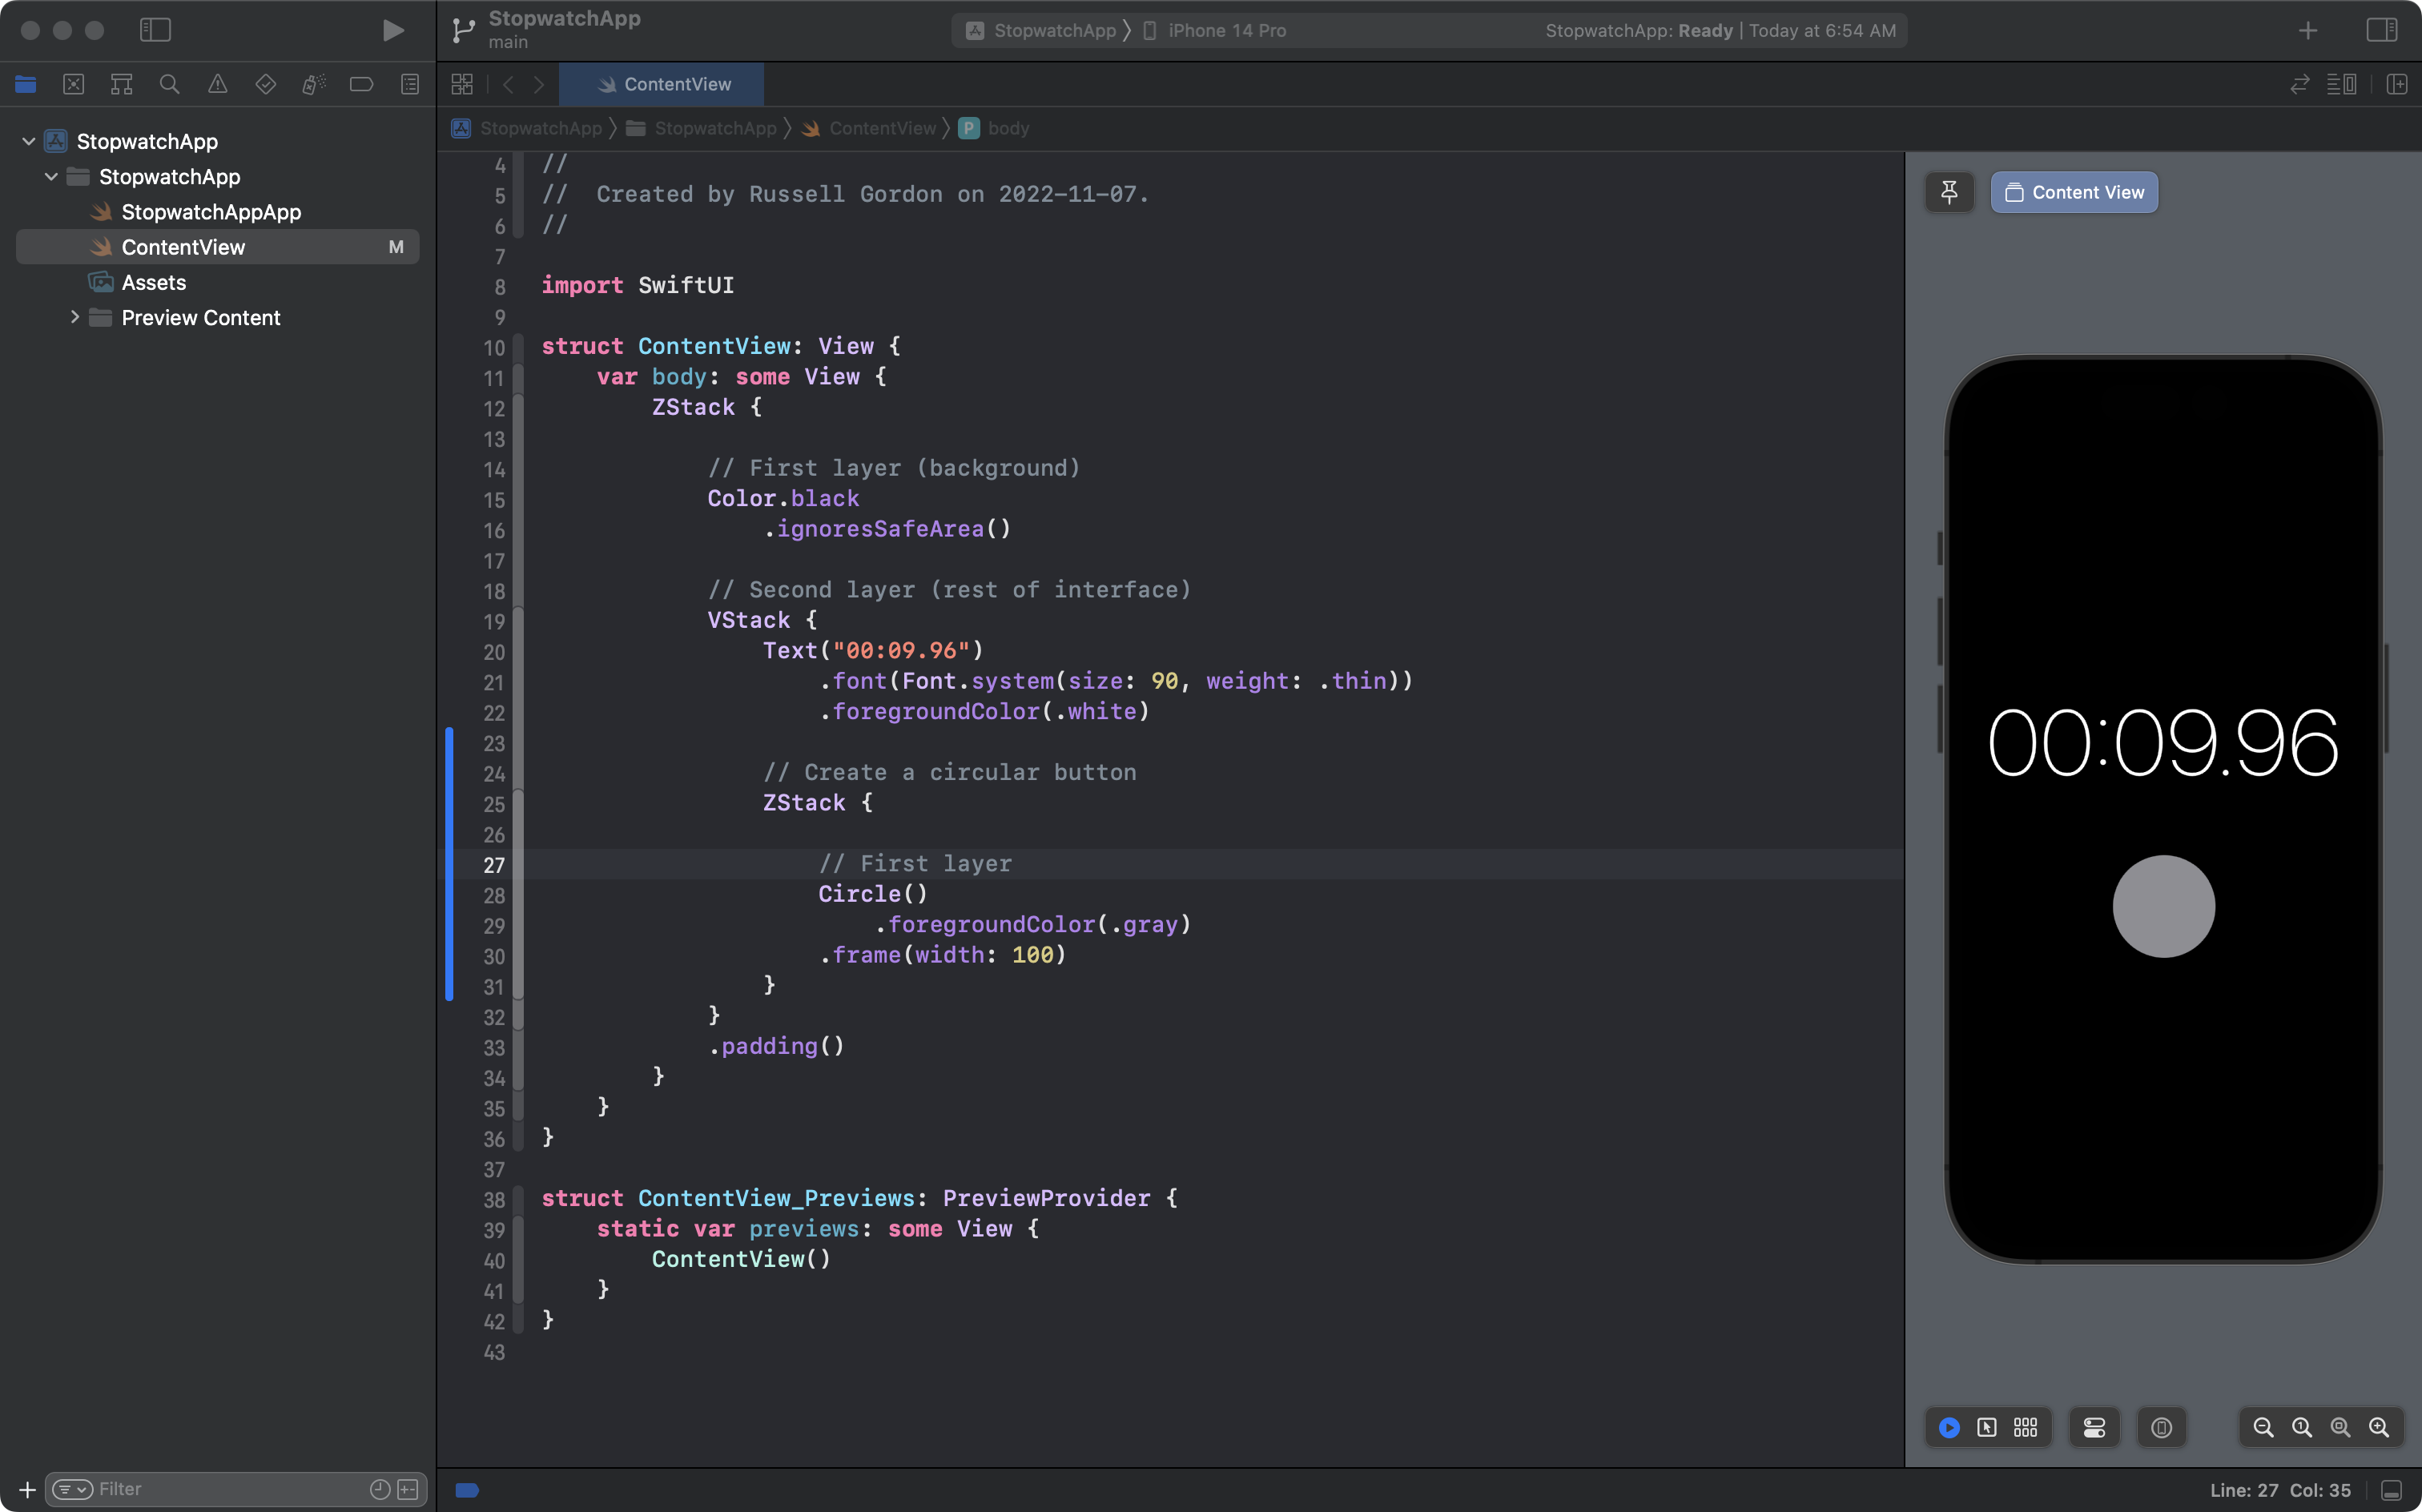 StopwatchApp
main
StopwatchApp 〉 iPhone 14 Pro
StopwatchApp: Ready | Today at 6:54 AM
ContentView
StopwatchApp 〉 StopwatchApp 〉 ContentView 〉 P body
StopwatchApp
StopwatchApp
StopwatchAppApp
ContentView M
Assets
Preview Content
4 //
5 //  Created by Russell Gordon on 2022-11-07.
6 //
7
8 import SwiftUI
9
10 struct ContentView: View {
11     var body: some View {
12         ZStack {
13
14             // First layer (background)
15             Color.black
16                 .ignoresSafeArea()
17
18             // Second layer (rest of interface)
19             VStack {
20                 Text("00:09.96")
21                     .font(Font.system(size: 90, weight: .thin))
22                     .foregroundColor(.white)
23
24                 // Create a circular button
25                 ZStack {
26
27                     // First layer
28                     Circle()
29                         .foregroundColor(.gray)
30                     .frame(width: 100)
31                 }
32             }
33             .padding()
34         }
35     }
36 }
37
38 struct ContentView_Previews: PreviewProvider {
39     static var previews: some View {
40         ContentView()
41     }
42 }
43
Content View
00:09.96
Filter
Line: 27 Col: 35